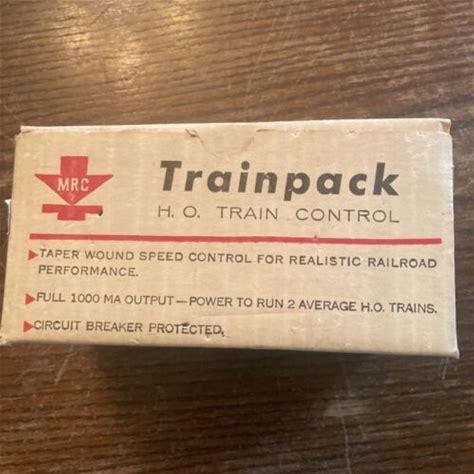 MRC
Trainpack
H. O. TRAIN CONTROL
TAPER WOUND SPEED CONTROL FOR REALISTIC RAILROAD
PERFORMANCE.
FULL 1000 MA OUTPUT — POWER TO RUN 2 AVERAGE H.O. TRAINS.
CIRCUIT BREAKER PROTECTED.